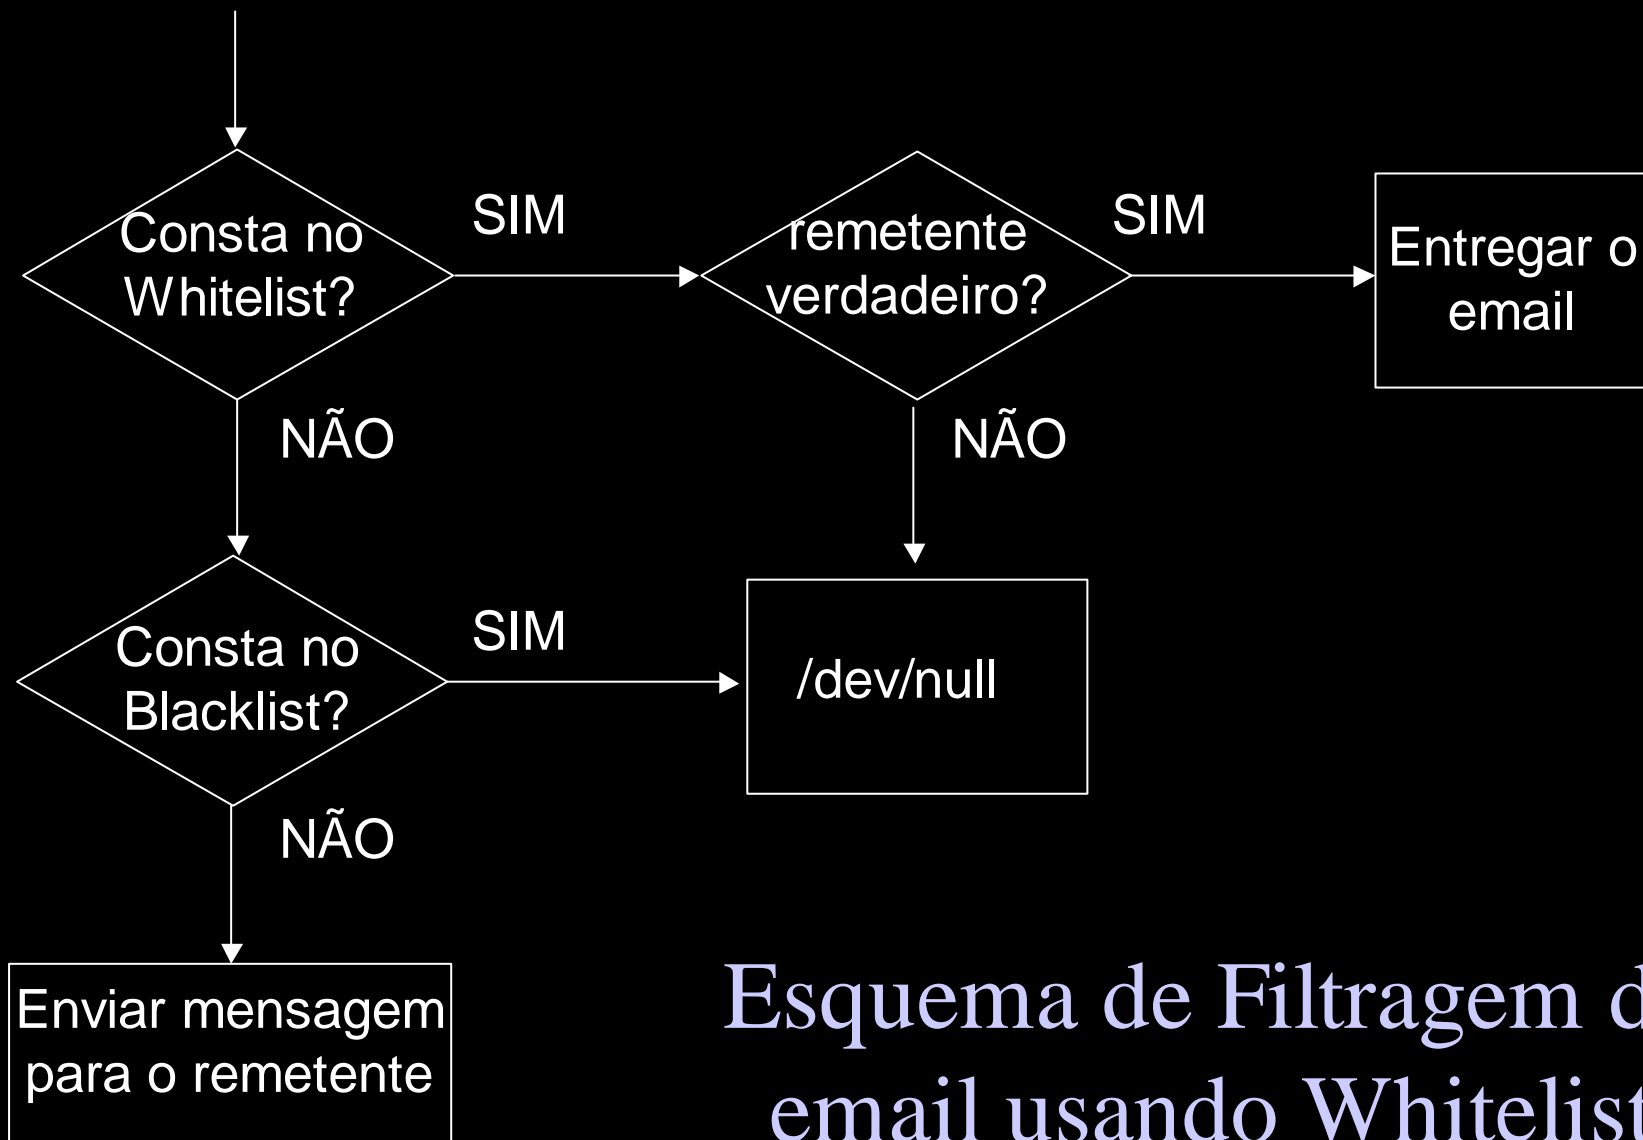 Consta no
Whitelist?
SIM
remetente
verdadeiro?
SIM
Entregar o
email
NÃO
NÃO
Consta no
Blacklist?
SIM
/dev/null
NÃO
Enviar mensagem
para o remetente
Esquema de Filtragem
email usando Whitelist